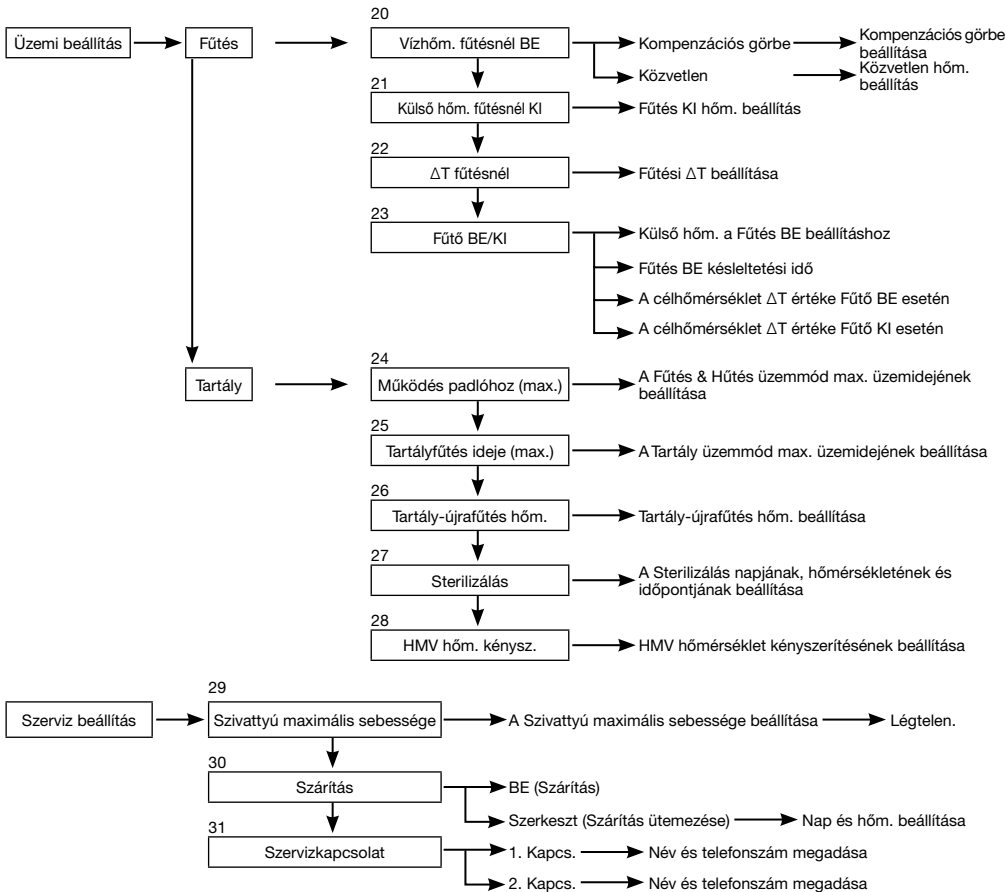 20
Üzemi beállítás
Fűtés
Vízhőm. fűtésnél BE
Kompenzációs görbe
Kompenzációs görbe
beállítása
Közvetlen
Közvetlen hőm.
beállítás
21
Külső hőm. fűtésnél KI
Fűtés KI hőm. beállítás
22
ΔT fűtésnél
Fűtési ΔT beállítása
23
Fűtő BE/KI
Külső hőm. a Fűtés BE beállításhoz
Fűtés BE késleltetési idő
A célhőmérséklet ΔT értéke Fűtő BE esetén
A célhőmérséklet ΔT értéke Fűtő KI esetén
24
Tartály
Működés padlóhoz (max.)
A Fűtés & Hűtés üzemmód max. üzemidejének
beállítása
25
Tartályfűtés ideje (max.)
A Tartály üzemmód max. üzemidejének beállítása
26
Tartály-újrafűtés hőm.
Tartály-újrafűtés hőm. beállítása
27
Sterilizálás
A Sterilizálás napjának, hőmérsékletének és
időpontjának beállítása
28
HMV hőm. kénysz.
HMV hőmérséklet kényszerítésének beállítása
29
Szerviz beállítás
Szivattyú maximális sebessége
A Szivattyú maximális sebessége beállítása
Légtelen.
30
Szárítás
BE (Szárítás)
Szerkeszt (Szárítás ütemezése)
Nap és hőm. beállítása
31
Szervizkapcsolat
1. Kapcs.
Név és telefonszám megadása
2. Kapcs.
Név és telefonszám megadása